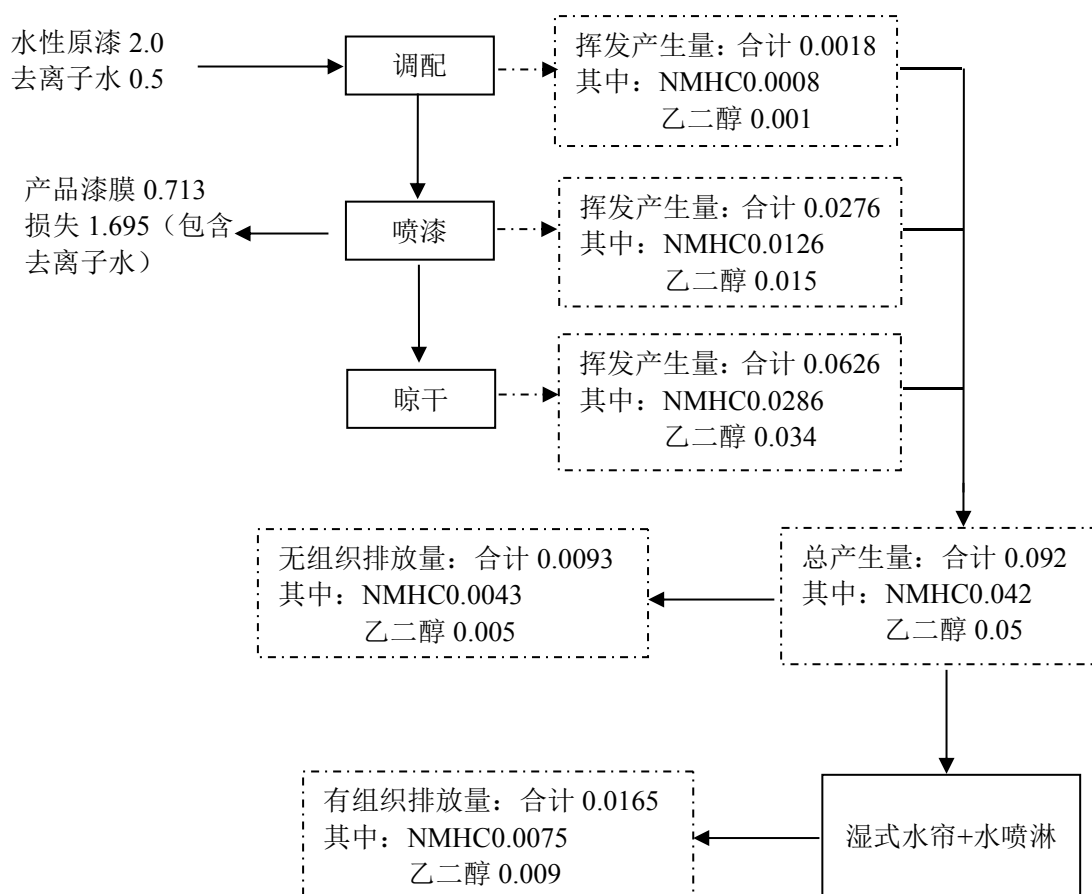 水性原漆 2.0
去离子水 0.5
调配
挥发产生量：合计 0.0018
其中：NMHC0.0008
乙二醇 0.001
产品漆膜 0.713
损失 1.695（包含
去离子水）
喷漆
挥发产生量：合计 0.0276
其中：NMHC0.0126
乙二醇 0.015
晾干
挥发产生量：合计 0.0626
其中：NMHC0.0286
乙二醇 0.034
无组织排放量：合计 0.0093
其中：NMHC0.0043
乙二醇 0.005
总产生量：合计 0.092
其中：NMHC0.042
乙二醇 0.05
有组织排放量：合计 0.0165
其中：NMHC0.0075
乙二醇 0.009
湿式水帘+水喷淋